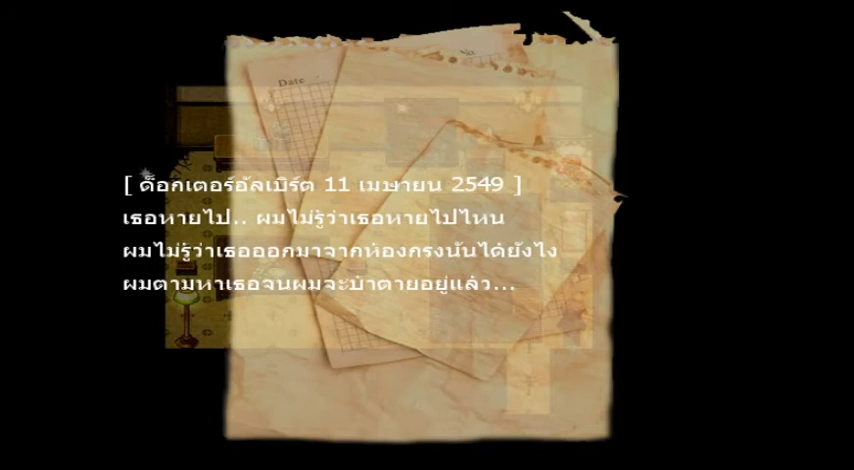 Date
No.
[ ด็อกเตอร์อัลเบิร์ต 11 เมษายน 2549 ]
เธอหายไป.. ผมไม่รู้ว่าเธอหายไปไหน
ผมไม่รู้ว่าเธอออกมาจากห้องกรงนั้นได้ยังไง
ผมตามหาเธอจนผมจะบ้าตายอยู่แล้ว...